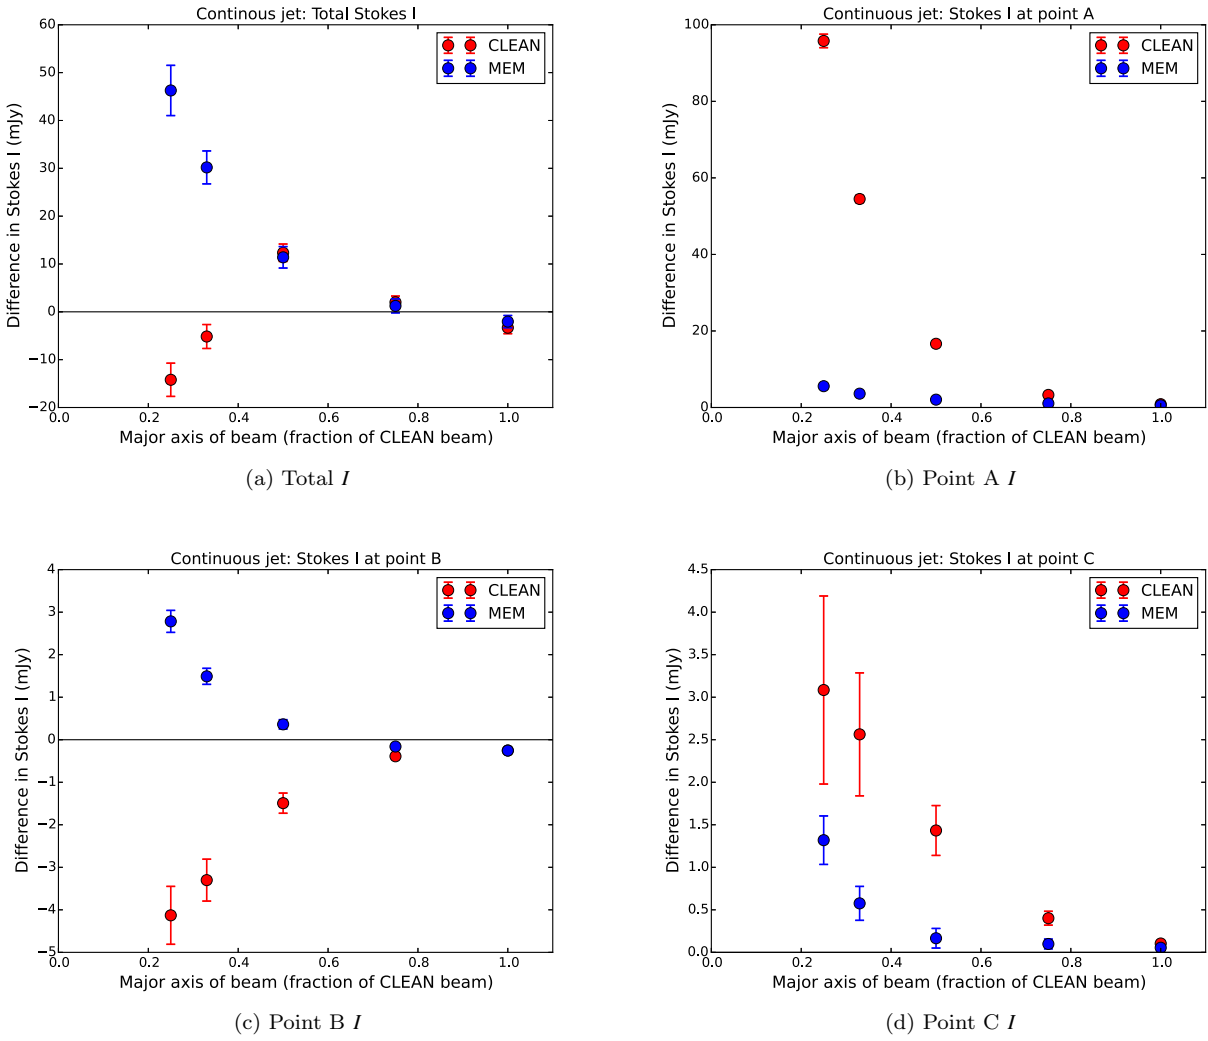 Continous jet: Total Stokes I
60
50
40
30
20
10
0
−10
−20
Difference in Stokes I (mJy)
CLEAN
MEM
0.0 0.2 0.4 0.6 0.8 1.0
Major axis of beam (fraction of CLEAN beam)
(a) Total I
Continuous jet: Stokes I at point A
100
80
60
40
20
0
Difference in Stokes I (mJy)
CLEAN
MEM
0.0 0.2 0.4 0.6 0.8 1.0
Major axis of beam (fraction of CLEAN beam)
(b) Point A I
Continuous jet: Stokes I at point B
4
3
2
1
0
−1
−2
−3
−4
−5
Difference in Stokes I (mJy)
CLEAN
MEM
0.0 0.2 0.4 0.6 0.8 1.0
Major axis of beam (fraction of CLEAN beam)
(c) Point B I
Continuous jet: Stokes I at point C
4.5
4.0
3.5
3.0
2.5
2.0
1.5
1.0
0.5
0.0
Difference in Stokes I (mJy)
CLEAN
MEM
0.0 0.2 0.4 0.6 0.8 1.0
Major axis of beam (fraction of CLEAN beam)
(d) Point C I